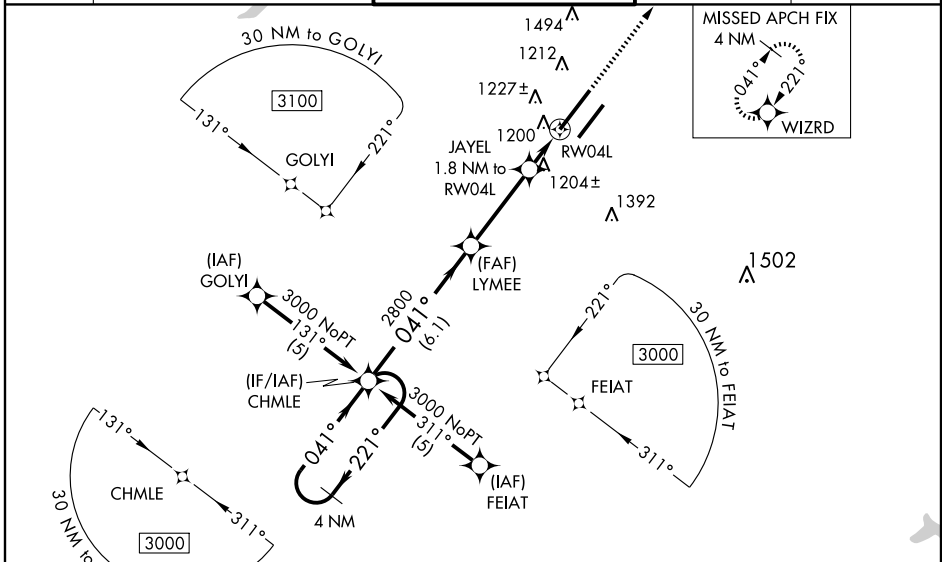 1494
MISSED APCH FIX
4 NM
041°
221°
WIZRD
30 NM to GOLYI
3100
131°
221°
GOLYI
1212
1227±
1200
JAYEL
1.8 NM to
RW04L
RW04L
1204±
1392
1502
(FAF)
LYMEE
(IAF)
GOLYI
3000 NoPT
131°
(5)
2800
041°
(6.1)
(IF/IAF)
CHMLE
3000 NoPT
311°
(5)
(IAF)
FEIAT
041°
221°
4 NM
221°
3000
FEIAT
311°
30 NM to FEIAT
131°
CHMLE
311°
3000
30 NM to